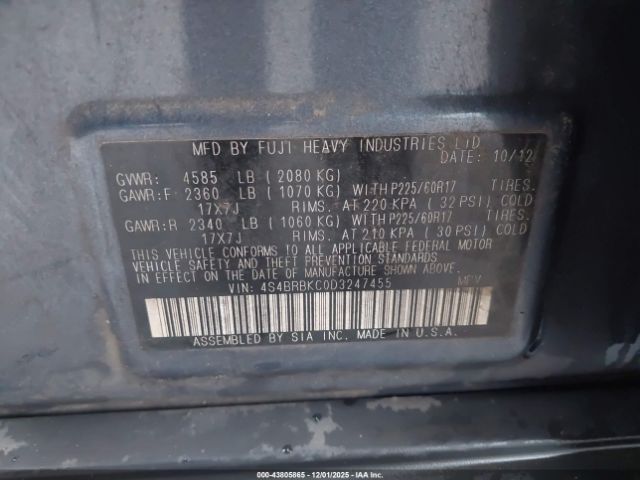 MFD BY FUJI HEAVY INDUSTRIES LTD
DATE: 10/12
GVWR: 4585 LB ( 2080 KG)
GAWR:F 2360 LB ( 1070 KG) WITH P225/60R17 TIRES.
17X7J RIMS. AT 220 KPA ( 32 PSI) COLD
GAWR:R 2340 LB ( 1060 KG) WITH P225/60R17 TIRES.
17X7J RIMS. AT 210 KPA ( 30 PSI) COLD
THIS VEHICLE CONFORMS TO ALL APPLICABLE FEDERAL MOTOR
VEHICLE SAFETY AND THEFT PREVENTION STANDARDS
IN EFFECT ON THE DATE OF MANUFACTURE SHOWN ABOVE.
VIN: 4S4BRBKC0D3247455 MPV
ASSEMBLED BY SIA INC. MADE IN U.S.A.
000-43805865 - 12/01/2025 - IAAI.COM